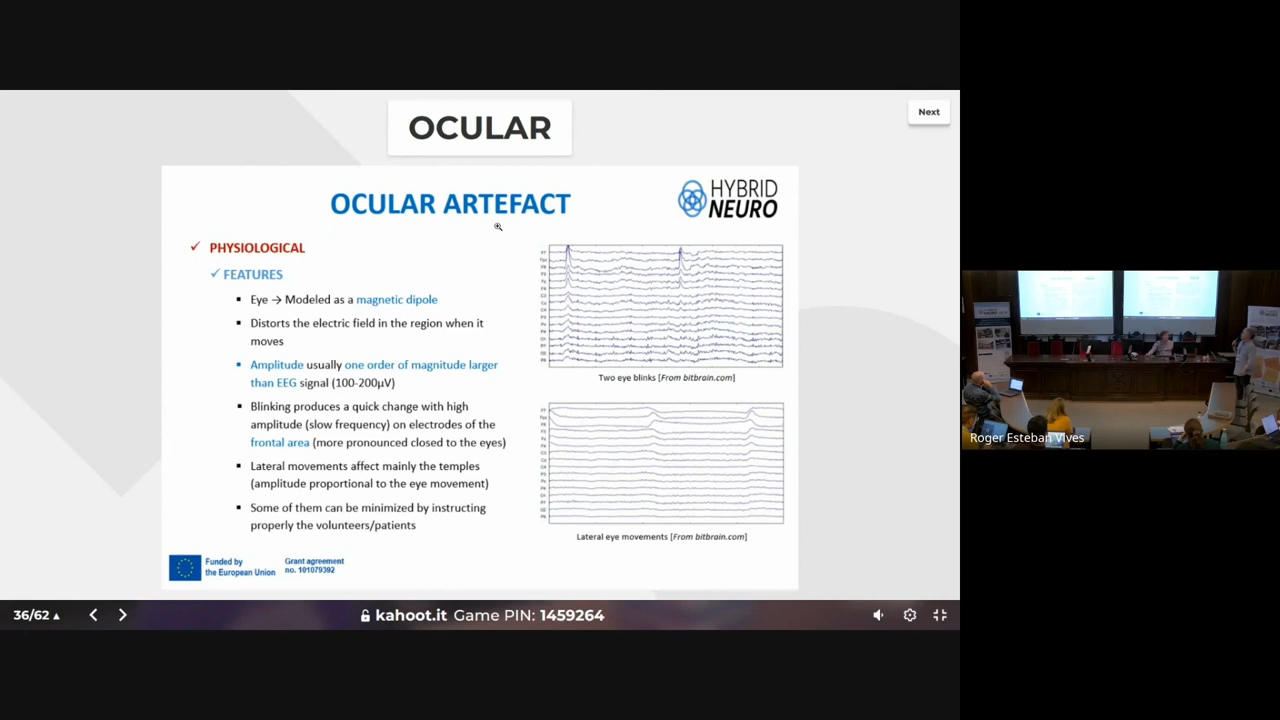 OCULAR
Next
OCULAR ARTEFACT
HYBRID
NEURO
✓ PHYSIOLOGICAL
✓ FEATURES
▪ Eye → Modeled as a magnetic dipole
▪ Distorts the electric field in the region when it
moves
▪ Amplitude usually one order of magnitude larger
than EEG signal (100-200µV)
▪ Blinking produces a quick change with high
amplitude (slow frequency) on electrodes of the
frontal area (more pronounced closed to the eyes)
▪ Lateral movements affect mainly the temples
(amplitude proportional to the eye movement)
▪ Some of them can be minimized by instructing
properly the volunteers/patients
Two eye blinks [From bitbrain.com]
Lateral eye movements [From bitbrain.com]
Funded by
the European Union
Grant agreement
no. 101079392
36/62 ▲
kahoot.it Game PIN: 1459264
Roger Esteban Vives